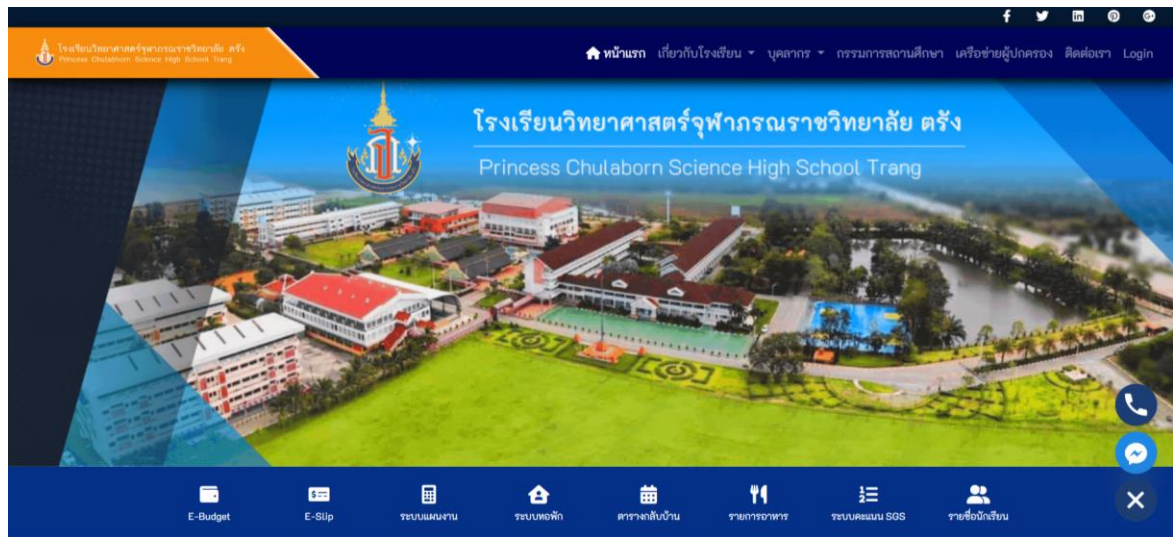 โรงเรียนวิทยาศาสตร์จุฬาภรณราชวิทยาลัย ตรัง
Princess Chulabhorn Science High School Trang
หน้าแรก เกี่ยวกับโรงเรียน บุคลากร กรรมการสถานศึกษา เครือข่ายผู้ปกครอง ติดต่อเรา Login
โรงเรียนวิทยาศาสตร์จุฬาภรณราชวิทยาลัย ตรัง
Princess Chulaborn Science High School Trang
E-Budget E-Slip ระบบแผนงาน ระบบหอพัก ตารางกลับบ้าน รายการอาหาร ระบบคะแนน SGS รายชื่อนักเรียน